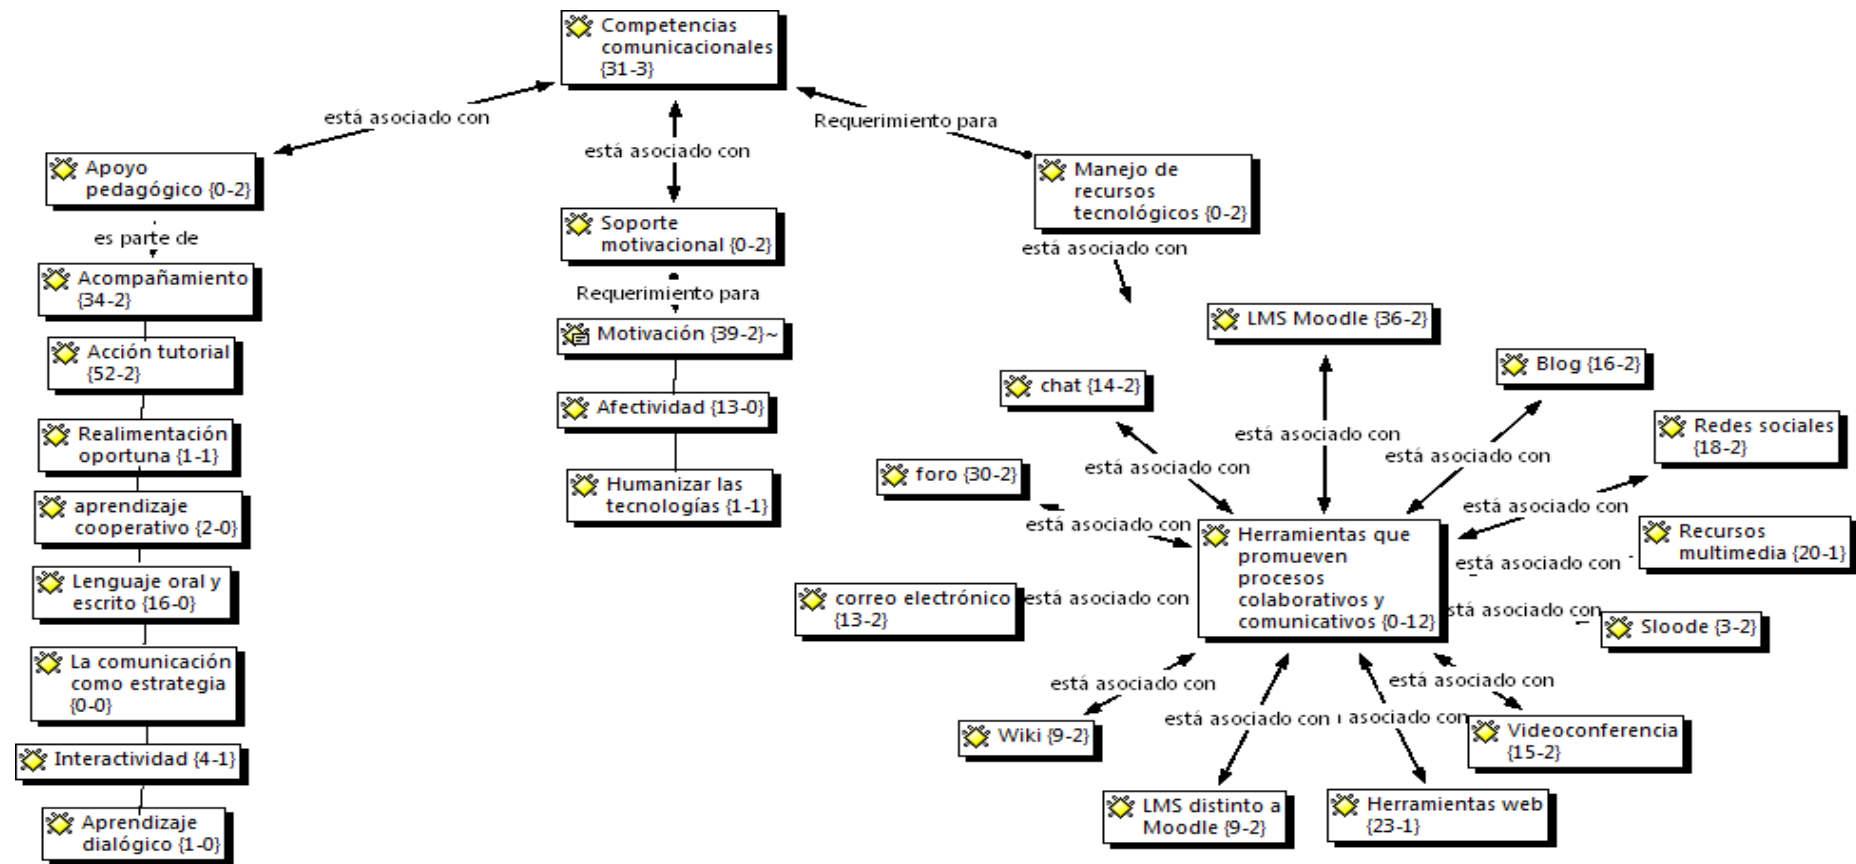 Competencias
comunicacionales
{31-3}
está asociado con
está asociado con
Requerimiento para
Apoyo
pedagógico {0-2}
es parte de
Acompañamiento
{34-2}
Acción tutorial
{52-2}
Realimentación
oportuna {1-1}
aprendizaje
cooperativo {2-0}
Lenguaje oral y
escrito {16-0}
La comunicación
como estrategia
{0-0}
Interactividad {4-1}
Aprendizaje
dialógico {1-0}
Soporte
motivacional {0-2}
Requerimiento para
Motivación {39-2}~
Afectividad {13-0}
Humanizar las
tecnologías {1-1}
Manejo de
recursos
tecnológicos {0-2}
está asociado con
LMS Moodle {36-2}
chat {14-2}
Blog {16-2}
Redes sociales
{18-2}
foro {30-2}
está asociado con
está asociado con
está asociado con
está asociado con
está asociado con
Herramientas que
promueven
procesos
colaborativos y
comunicativos {0-12}
Recursos
multimedia {20-1}
está asociado con
correo electrónico
{13-2}
está asociado con
está asociado con
Sloode {3-2}
está asociado con
está asociado con
está asociado con
asociado con
Wiki {9-2}
Videoconferencia
{15-2}
LMS distinto a
Moodle {9-2}
Herramientas web
{23-1}